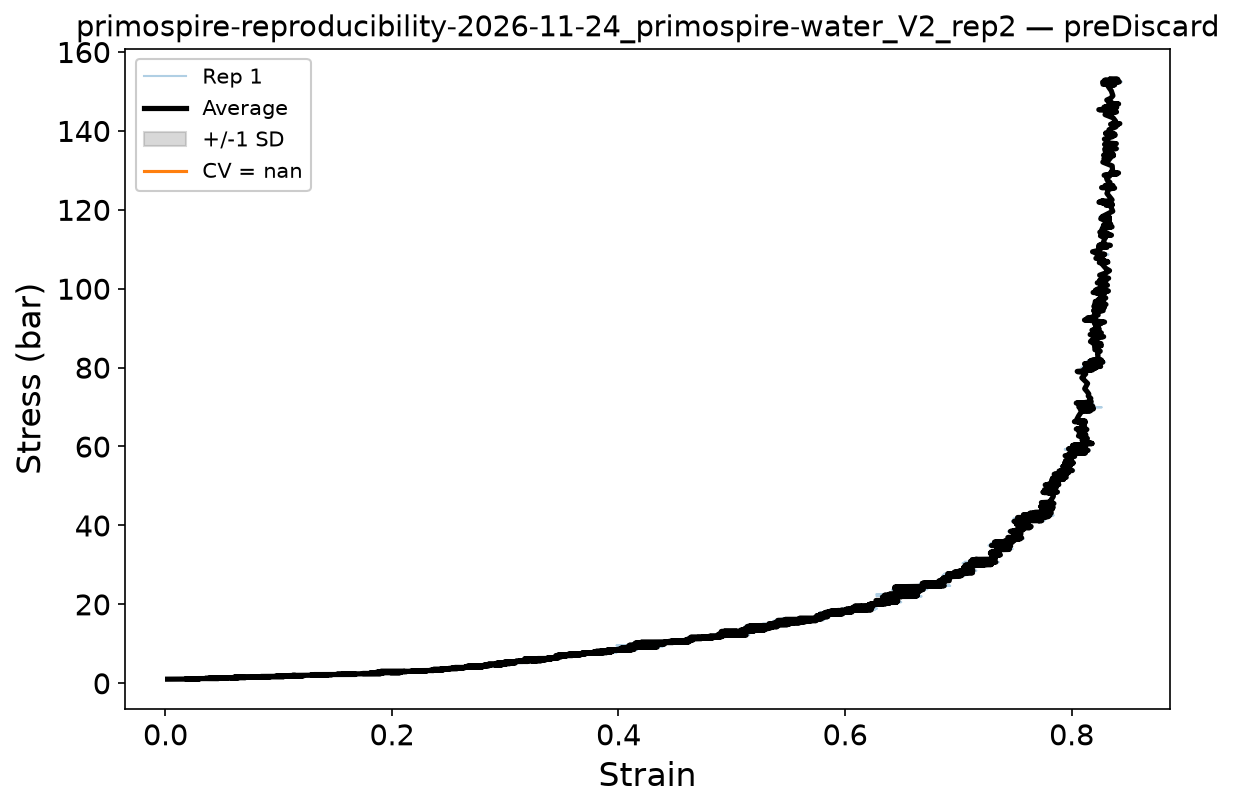 primospire-reproducibility-2026-11-24_primospire-water_V2_rep2 — preDiscard
160
140
120
100
80
60
40
20
0
Stress (bar)
Rep 1
Average
+/-1 SD
CV = nan
0.0
0.2
0.4
0.6
0.8
Strain